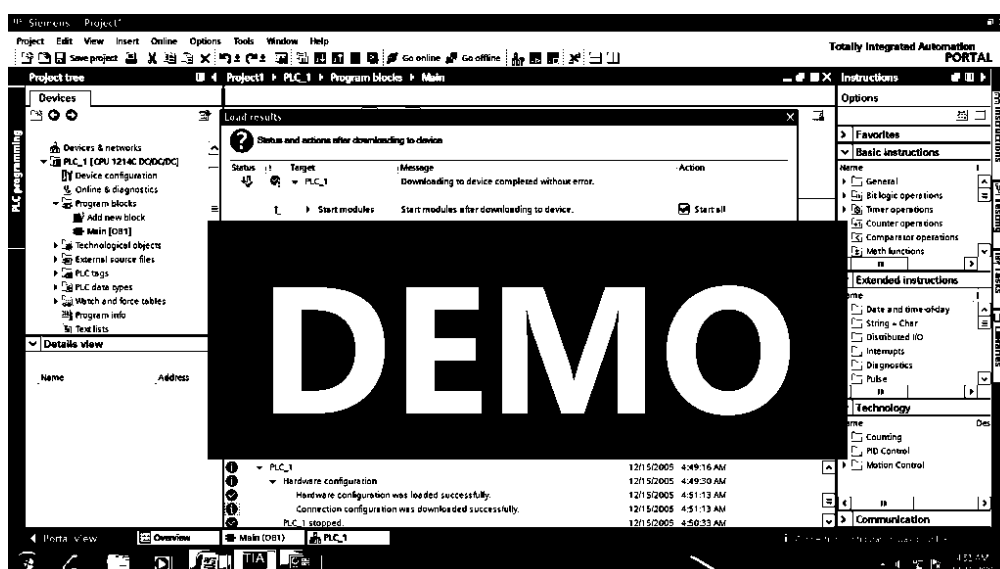 Siemens Project*
Project Edit View Insert Online Options Tools Window Help
Save project Go online Go offline
Totally Integrated Automation
PORTAL
Project tree
Project1 ▸ PLC_1 ▸ Program blocks ▸ Main
Instructions
Devices
Options
Load results
Status and actions after downloading to device
PLC programming
Devices & networks
PLC_1 [CPU 1214C DC/DC/DC]
Device configuration
Online & diagnostics
Program blocks
Add new block
Main [OB1]
Technological objects
External source files
PLC tags
PLC data types
Watch and force tables
Program info
Text lists
Status ! Target Message Action
PLC_1 Downloading to device completed without error.
Start modules Start modules after downloading to device. Start all
Favorites
Basic instructions
General
Bit logic operations
Timer operations
Counter operations
Comparator operations
Math functions
Extended instructions
Date and time-of-day
String + Char
Distributed I/O
Interrupts
Diagnostics
Pulse
Technology
Counting
PID Control
Motion Control
Communication
Details view
Name Address
DEMO
PLC_1 12/15/2005 4:49:16 AM
Hardware configuration 12/15/2005 4:49:30 AM
Hardware configuration was loaded successfully. 12/15/2005 4:51:13 AM
Connection configuration was downloaded successfully. 12/15/2005 4:51:13 AM
PLC_1 stopped. 12/15/2005 4:50:33 AM
Portal view Overview Main (OB1) PLC_1
TIA
4:52 AM